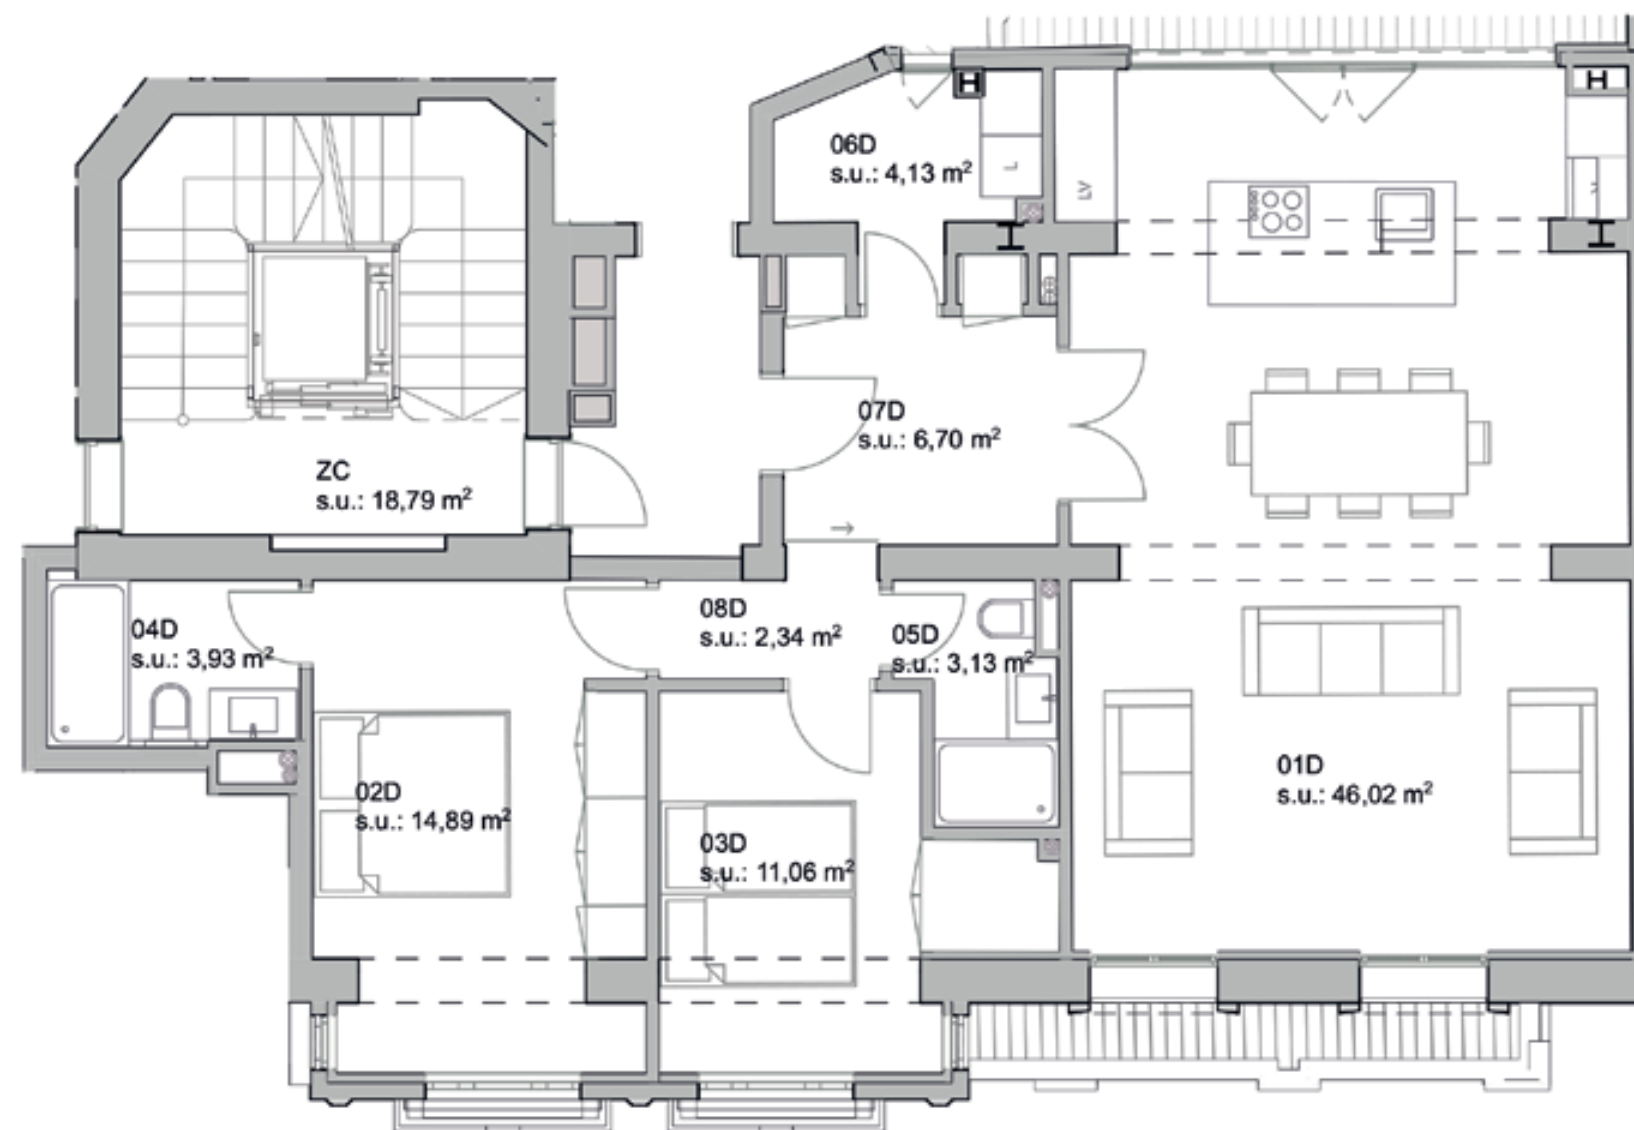 06D
s.u.: 4,13 m²
L
LV
07D
s.u.: 6,70 m²
ZC
s.u.: 18,79 m²
08D
s.u.: 2,34 m²
04D
s.u.: 3,93 m²
05D
s.u.: 3,13 m²
01D
s.u.: 46,02 m²
02D
s.u.: 14,89 m²
03D
s.u.: 11,06 m²